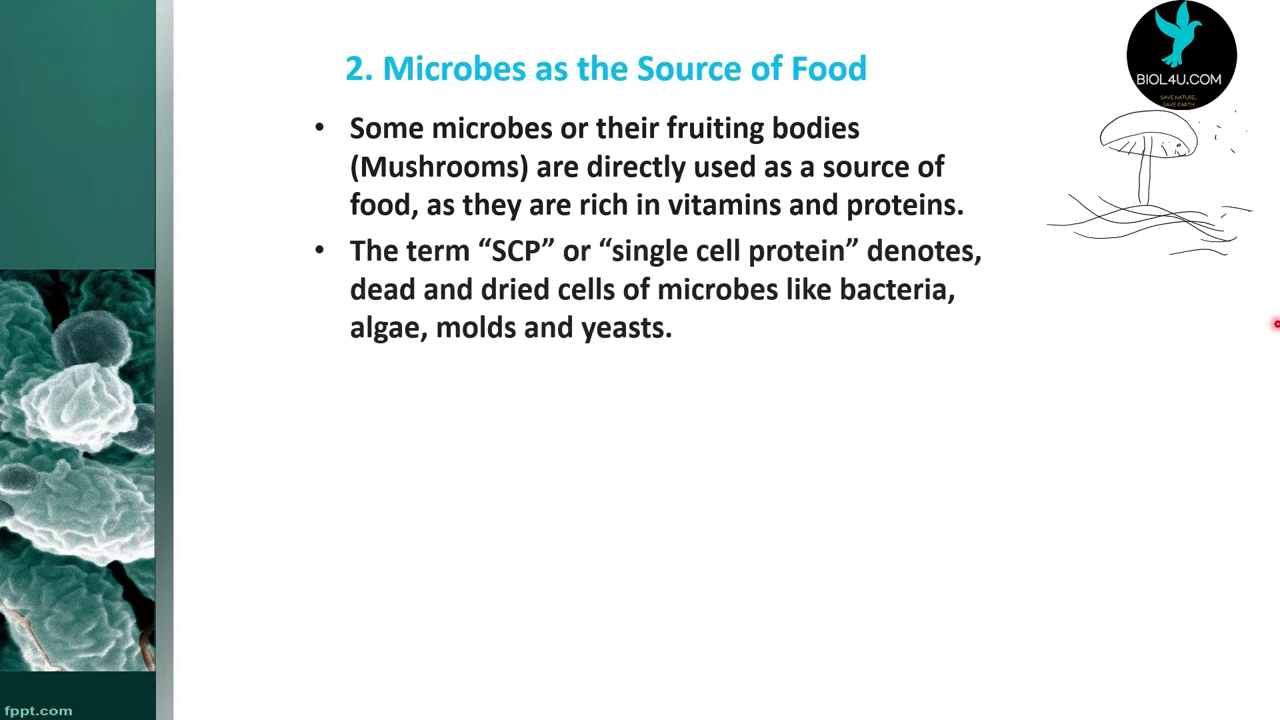 2. Microbes as the Source of Food
• Some microbes or their fruiting bodies
(Mushrooms) are directly used as a source of
food, as they are rich in vitamins and proteins.
• The term “SCP” or “single cell protein” denotes,
dead and dried cells of microbes like bacteria,
algae, molds and yeasts.
BIOL4U.COM
SAVE NATURE,
SAVE EARTH
fppt.com